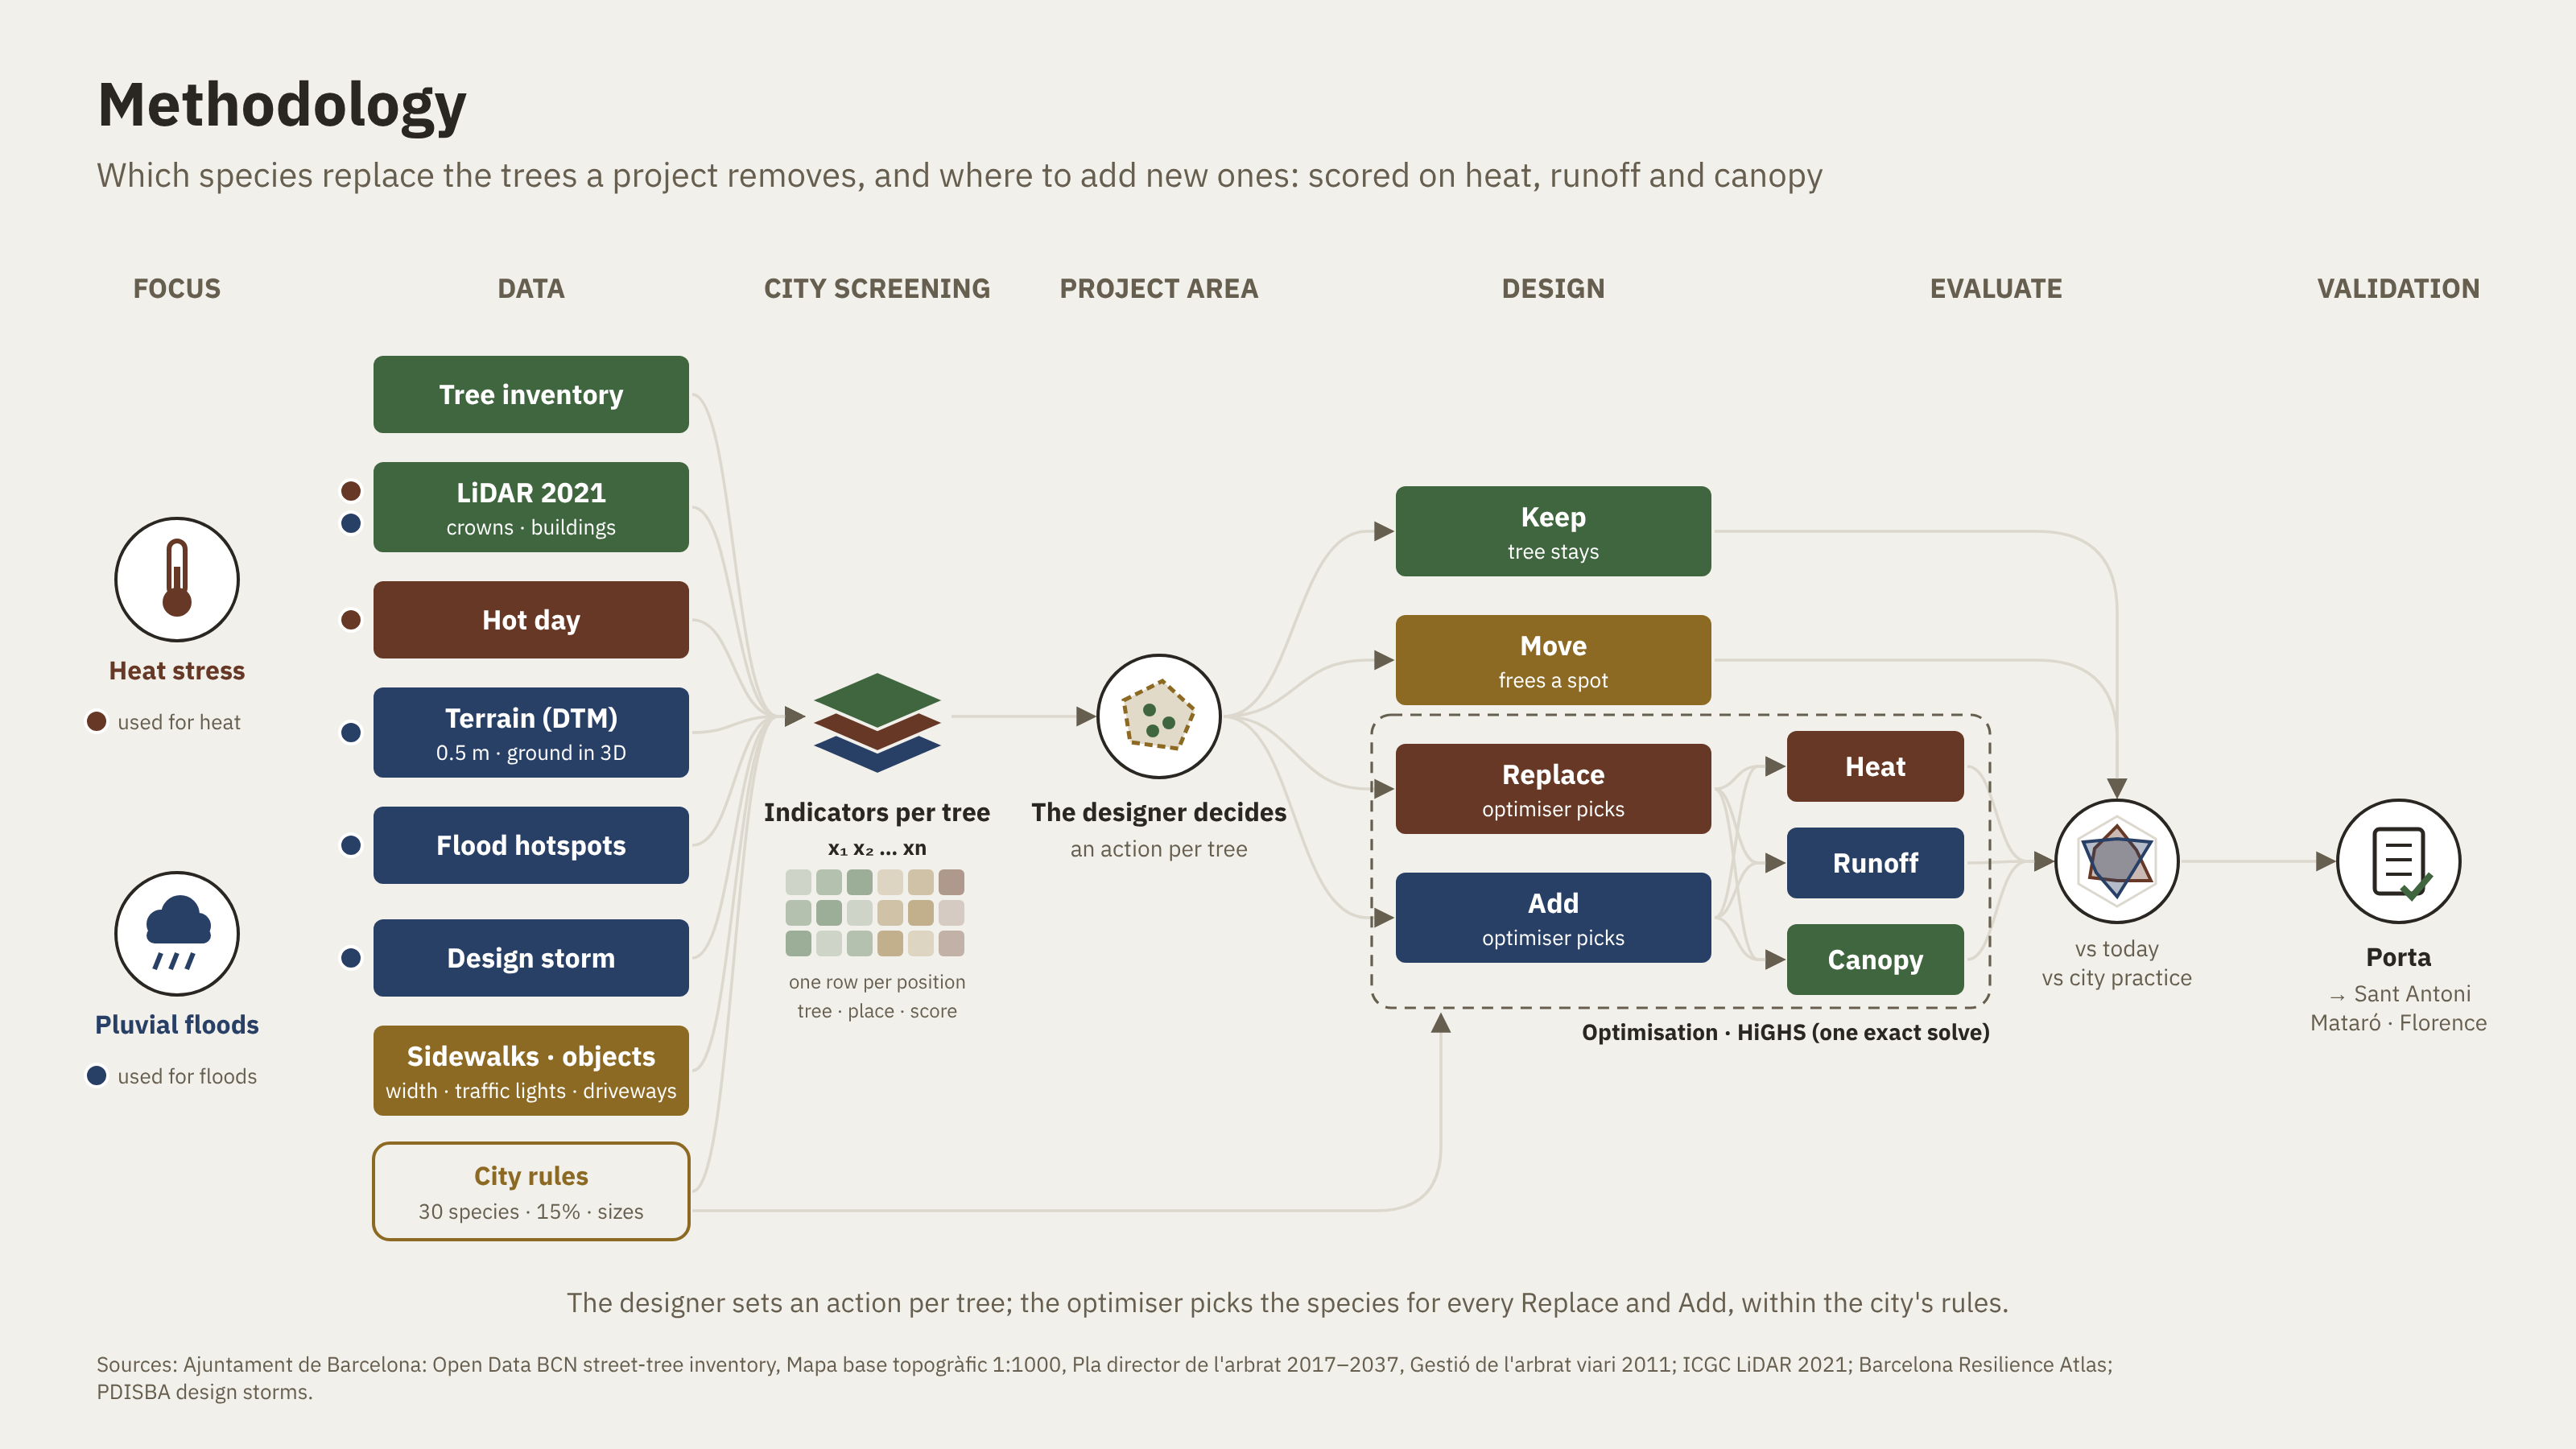 Methodology
Which species replace the trees a project removes, and where to add new ones: scored on heat, runoff and canopy
FOCUS
DATA
CITY SCREENING
PROJECT AREA
DESIGN
EVALUATE
VALIDATION
Heat stress
used for heat
Pluvial floods
used for floods
Tree inventory
LiDAR 2021
crowns · buildings
Hot day
Terrain (DTM)
0.5 m · ground in 3D
Flood hotspots
Design storm
Sidewalks · objects
width · traffic lights · driveways
City rules
30 species · 15% · sizes
Indicators per tree
x₁ x₂ ... xn
one row per position
tree · place · score
The designer decides
an action per tree
Keep
tree stays
Move
frees a spot
Replace
optimiser picks
Add
optimiser picks
Heat
Runoff
Canopy
Optimisation · HiGHS (one exact solve)
vs today
vs city practice
Porta
→ Sant Antoni
Mataró · Florence
The designer sets an action per tree; the optimiser picks the species for every Replace and Add, within the city's rules.
Sources: Ajuntament de Barcelona: Open Data BCN street-tree inventory, Mapa base topogràfic 1:1000, Pla director de l'arbrat 2017–2037, Gestió de l'arbrat viari 2011; ICGC LiDAR 2021; Barcelona Resilience Atlas;
PDISBA design storms.